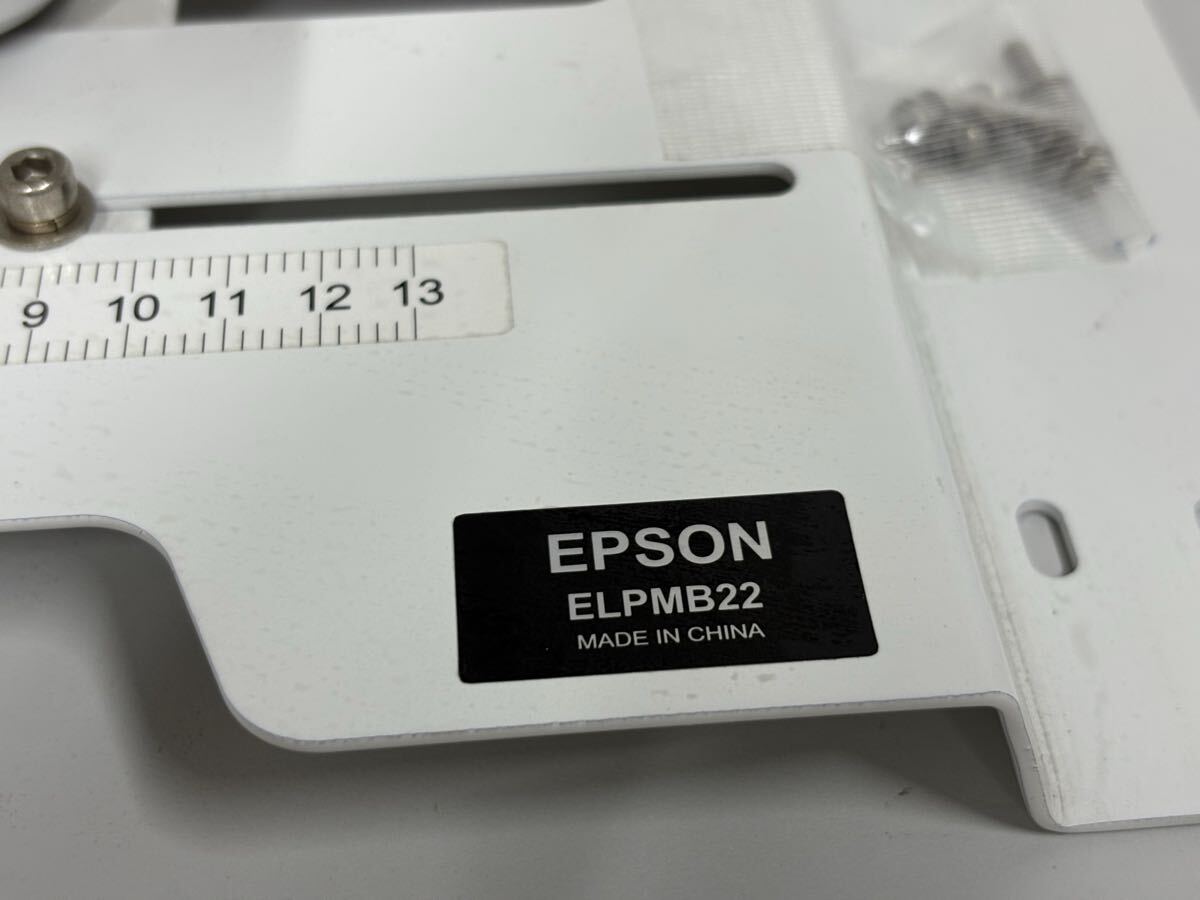 9 10 11 12 13
EPSON
ELPMB22
MADE IN CHINA